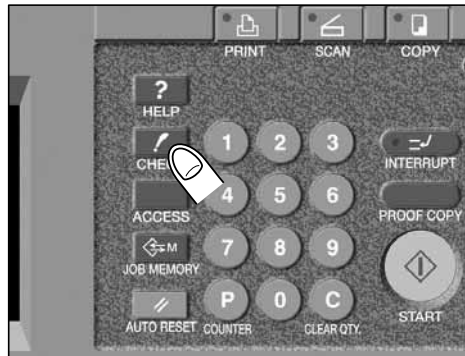 PRINT SCAN COPY
?
HELP
! 1 2 3
CHEC INTERRUPT
4 5 6
ACCESS PROOF COPY
M 7 8 9
JOB MEMORY
P 0 C
AUTO RESET COUNTER CLEAR QTY. START